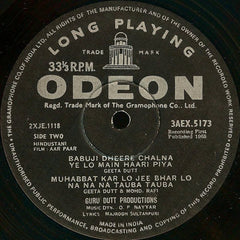 LONG PLAYING
TRADE MARK
33⅓ R.P.M.
ODEON
Regd. Trade Mark of The Gramophone Co., Ltd.
2XJE.1118
3AEX.5173
SIDE TWO
Recording First
Published 1968
HINDUSTANI
FILM: AAR PAAR
BABUJI DHEERE CHALNA
YE LO MAIN HAARI PIYA
GEETA DUTT
MUHABBAT KAR LO JEE BHAR LO
NA NA NA TAUBA TAUBA
GEETA DUTT & MOHD. RAFI
GURU DUTT PRODUCTIONS
MUSIC DIR. O. P. NAYYAR
LYRICS MAJROOH SULTANPURI